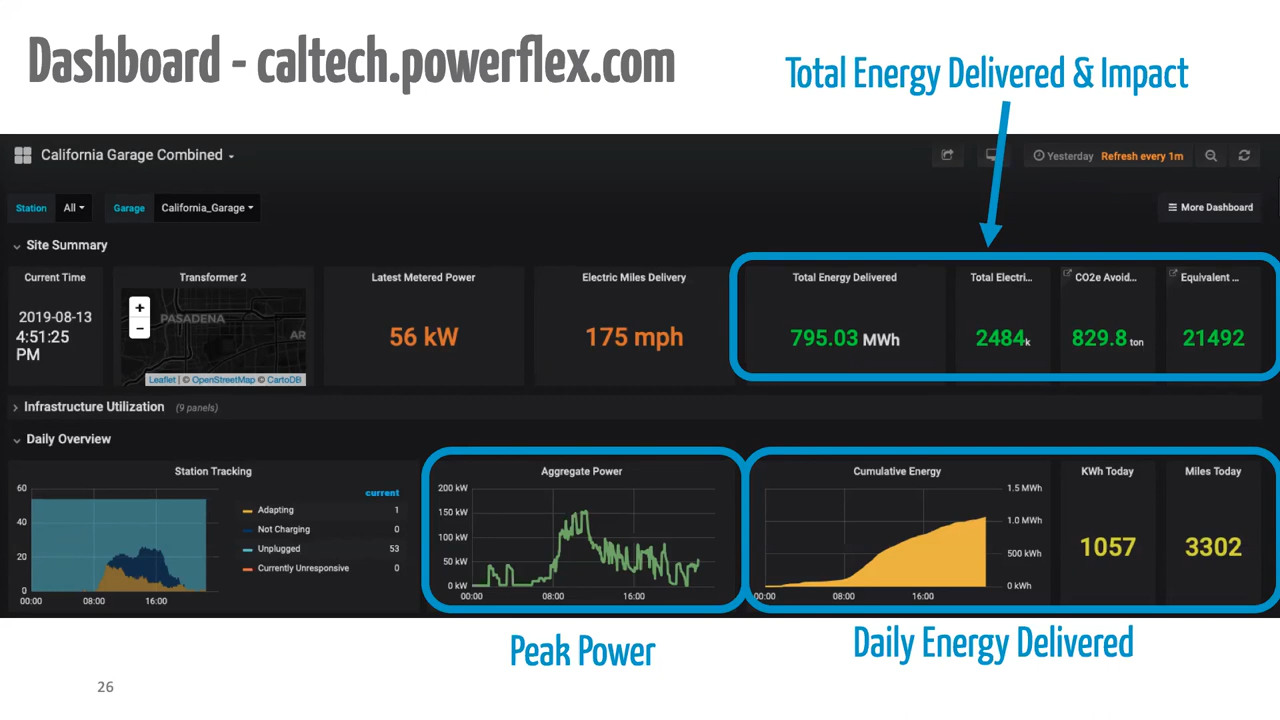 Dashboard - caltech.powerflex.com
Total Energy Delivered & Impact
California Garage Combined
Yesterday Refresh every 1m
Station All Garage California_Garage
More Dashboard
Site Summary
Current Time
2019-08-13
4:51:25
PM
Transformer 2
+
−
PASADENA
AR
Leaflet | © OpenStreetMap © CartoDB
Latest Metered Power
56 kW
Electric Miles Delivery
175 mph
Total Energy Delivered
795.03 MWh
Total Electri...
2484k
CO2e Avoid...
829.8 ton
Equivalent ...
21492
Infrastructure Utilization (9 panels)
Daily Overview
Station Tracking
60
40
20
0
00:00 08:00 16:00
current
Adapting 1
Not Charging 0
Unplugged 53
Currently Unresponsive 0
Aggregate Power
200 kW
150 kW
100 kW
50 kW
0 kW
00:00 08:00 16:00
Cumulative Energy
1.5 MWh
1.0 MWh
500 kWh
0 kWh
00:00 08:00 16:00
KWh Today
1057
Miles Today
3302
Peak Power
Daily Energy Delivered
26